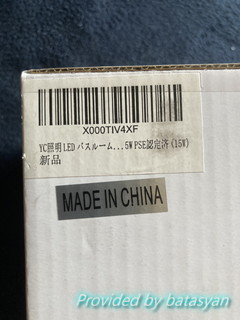 X000TIV4XF
YC照明LED バスルーム...5W PSE認定済 (15W)
新品
MADE IN CHINA
Provided by batasyan